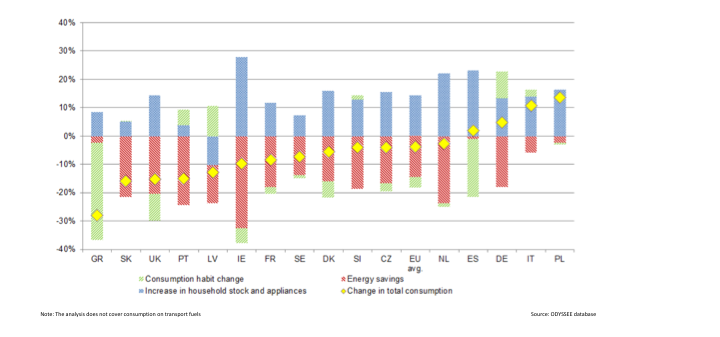 40%
30%
20%
10%
0%
-10%
-20%
-30%
-40%
GR SK UK PT LV IE FR SE DK SI CZ EU NL ES DE IT PL
avg.
Consumption habit change Energy savings
Increase in household stock and appliances Change in total consumption
Note: The analysis does not cover consumption on transport fuels Source: ODYSSEE database